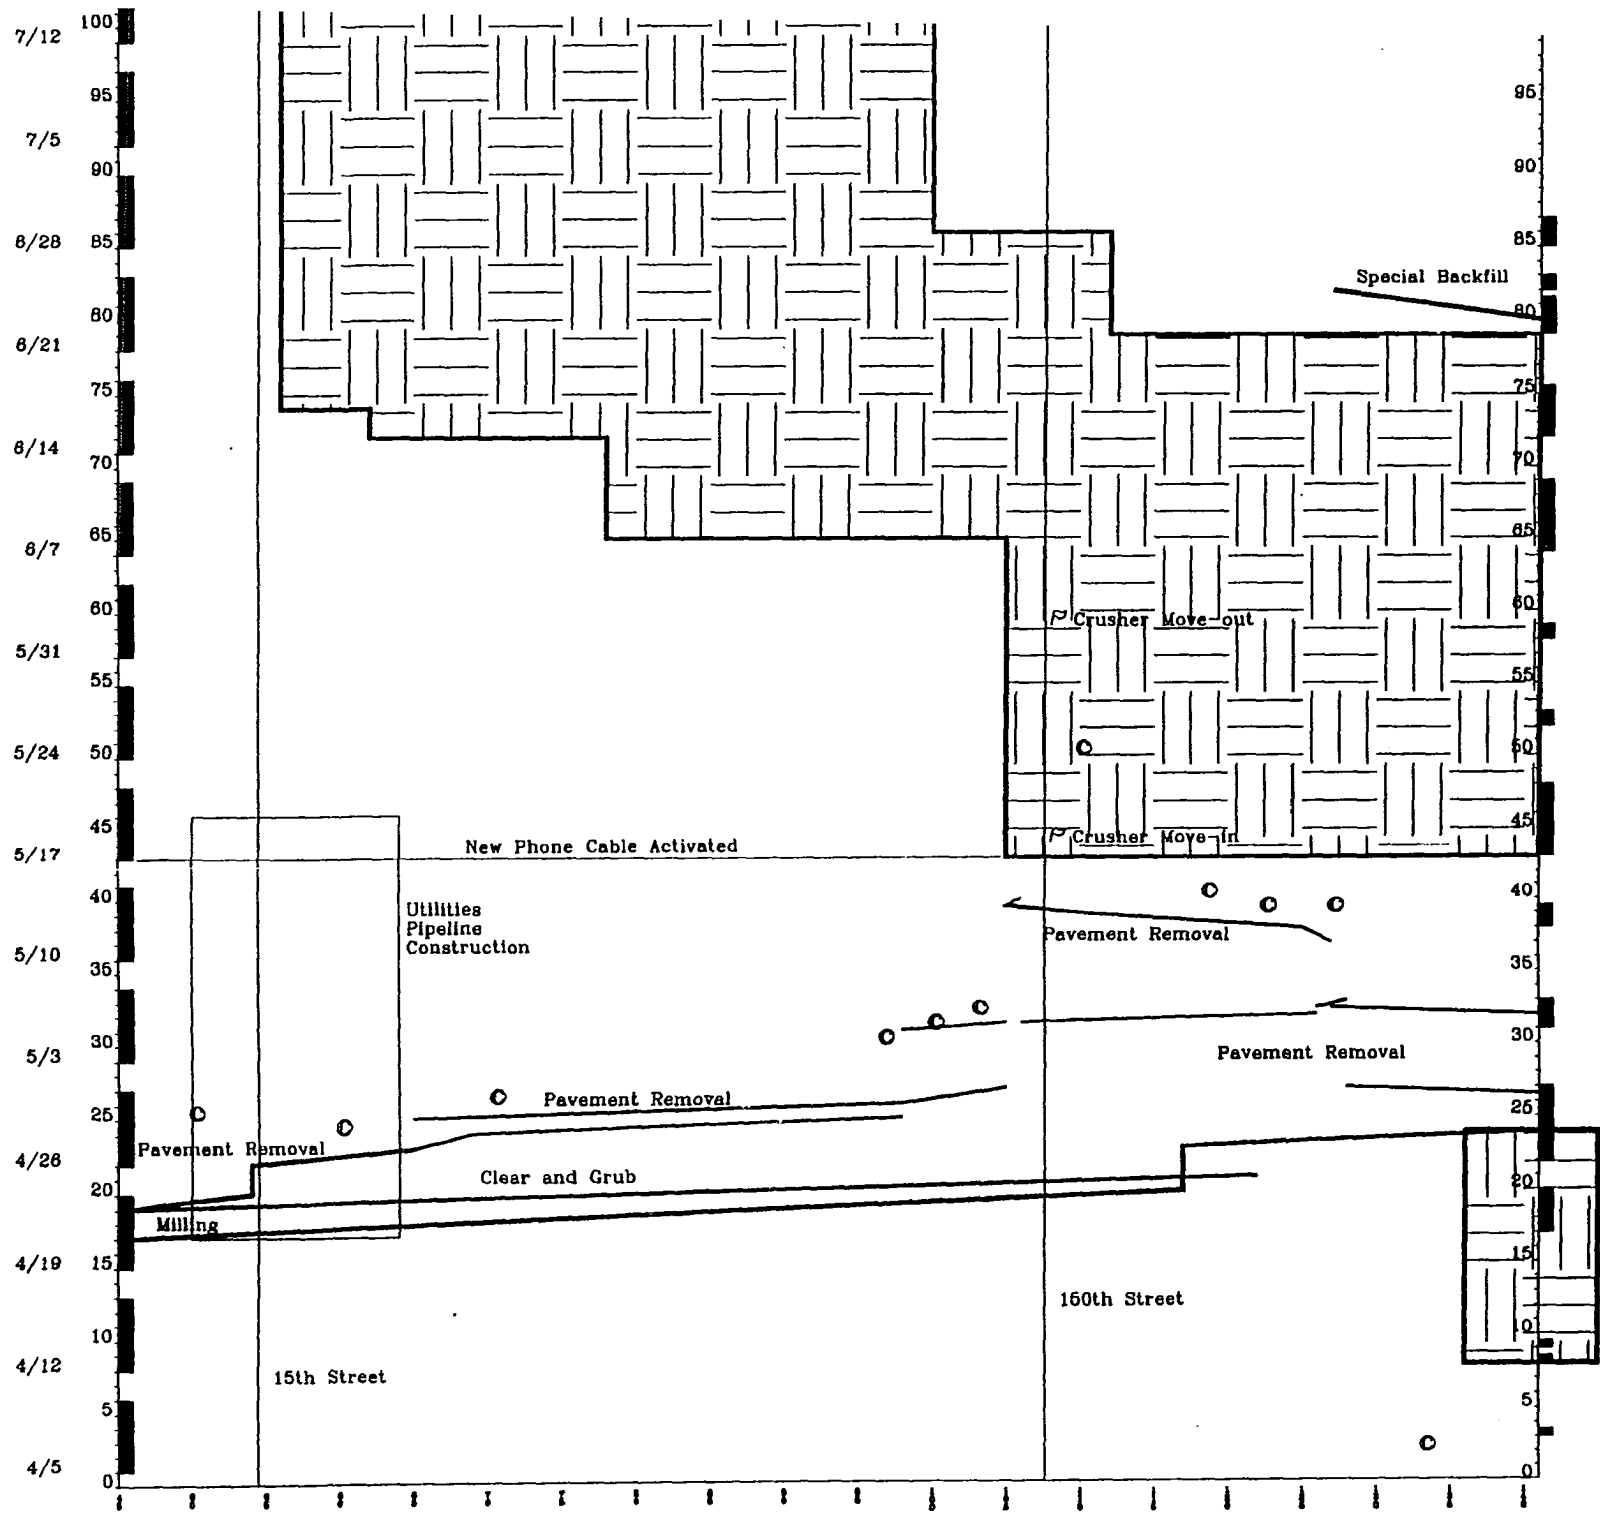 7/12 100
95 95
7/5
90 90
6/28 85 85
Special Backfill
80 80
6/21
75 75
6/14
70 70
65 65
6/7
60 60
Crusher Move-out
5/31
55 55
5/24 50 50
45 45
Crusher Move-in
New Phone Cable Activated
5/17
40 40
Utilities
Pipeline
Construction
Pavement Removal
5/10
35 35
30 30
5/3
Pavement Removal
25 25
Pavement Removal
Pavement Removal
4/26
Clear and Grub
20 20
Milling
4/19
15 15
150th Street
10 10
4/12
15th Street
5 5
4/5
0 0